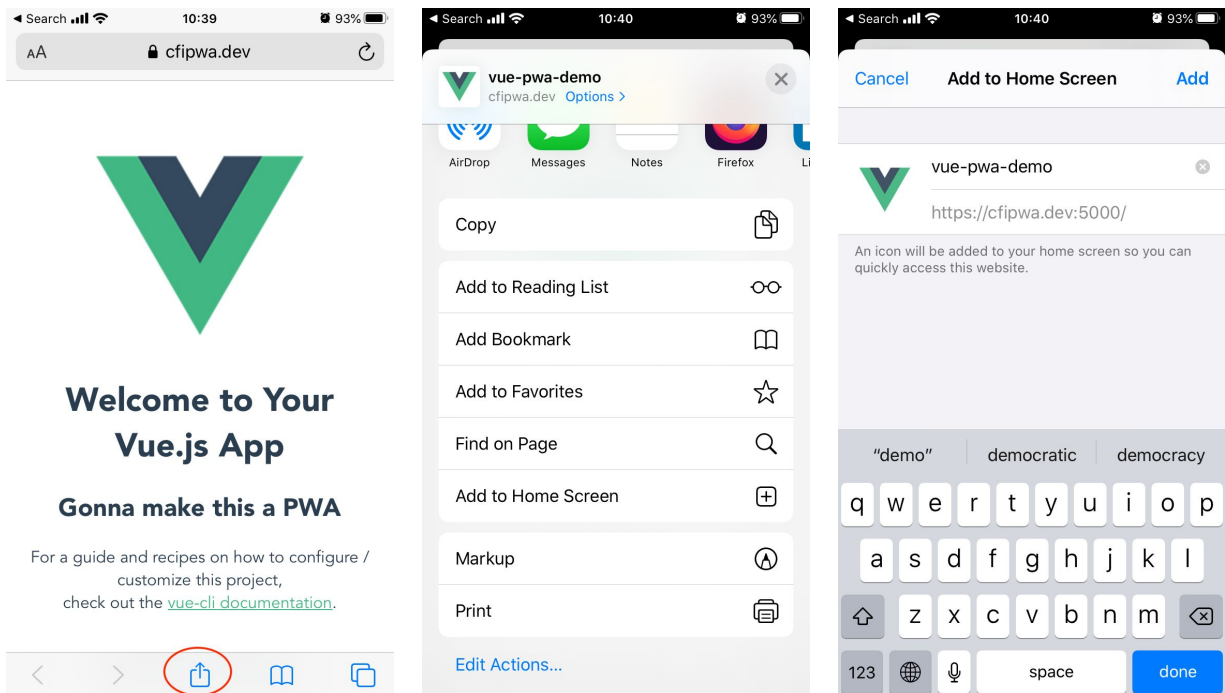 ◀ Search
10:39
93%
AA
cfipwa.dev
Welcome to Your
Vue.js App
Gonna make this a PWA
For a guide and recipes on how to configure /
customize this project,
check out the vue-cli documentation.
◀ Search
10:40
93%
vue-pwa-demo
cfipwa.dev Options >
AirDrop Messages Notes Firefox Li
Copy
Add to Reading List
Add Bookmark
Add to Favorites
Find on Page
Add to Home Screen
Markup
Print
Edit Actions...
◀ Search
10:40
93%
Cancel Add to Home Screen Add
vue-pwa-demo
https://cfipwa.dev:5000/
An icon will be added to your home screen so you can
quickly access this website.
“demo” democratic democracy
q w e r t y u i o p
a s d f g h j k l
z x c v b n m
123 space done